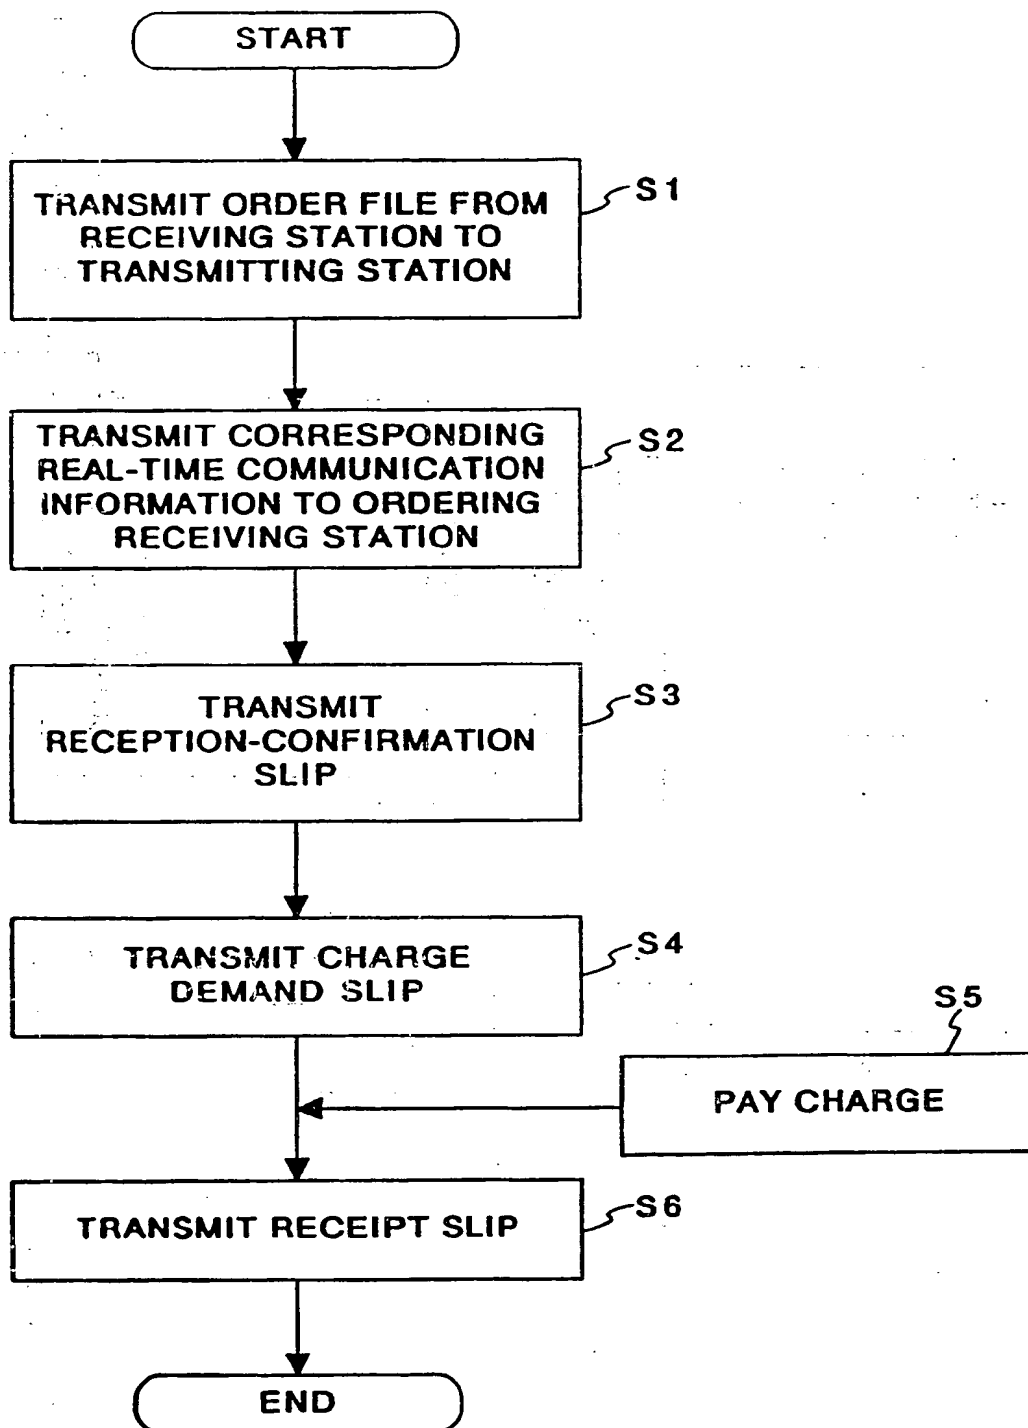 START
TRANSMIT ORDER FILE FROM
RECEIVING STATION TO
TRANSMITTING STATION
S1
TRANSMIT CORRESPONDING
REAL-TIME COMMUNICATION
INFORMATION TO ORDERING
RECEIVING STATION
S2
TRANSMIT
RECEPTION-CONFIRMATION
SLIP
S3
TRANSMIT CHARGE
DEMAND SLIP
S4
S5
PAY CHARGE
TRANSMIT RECEIPT SLIP
S6
END